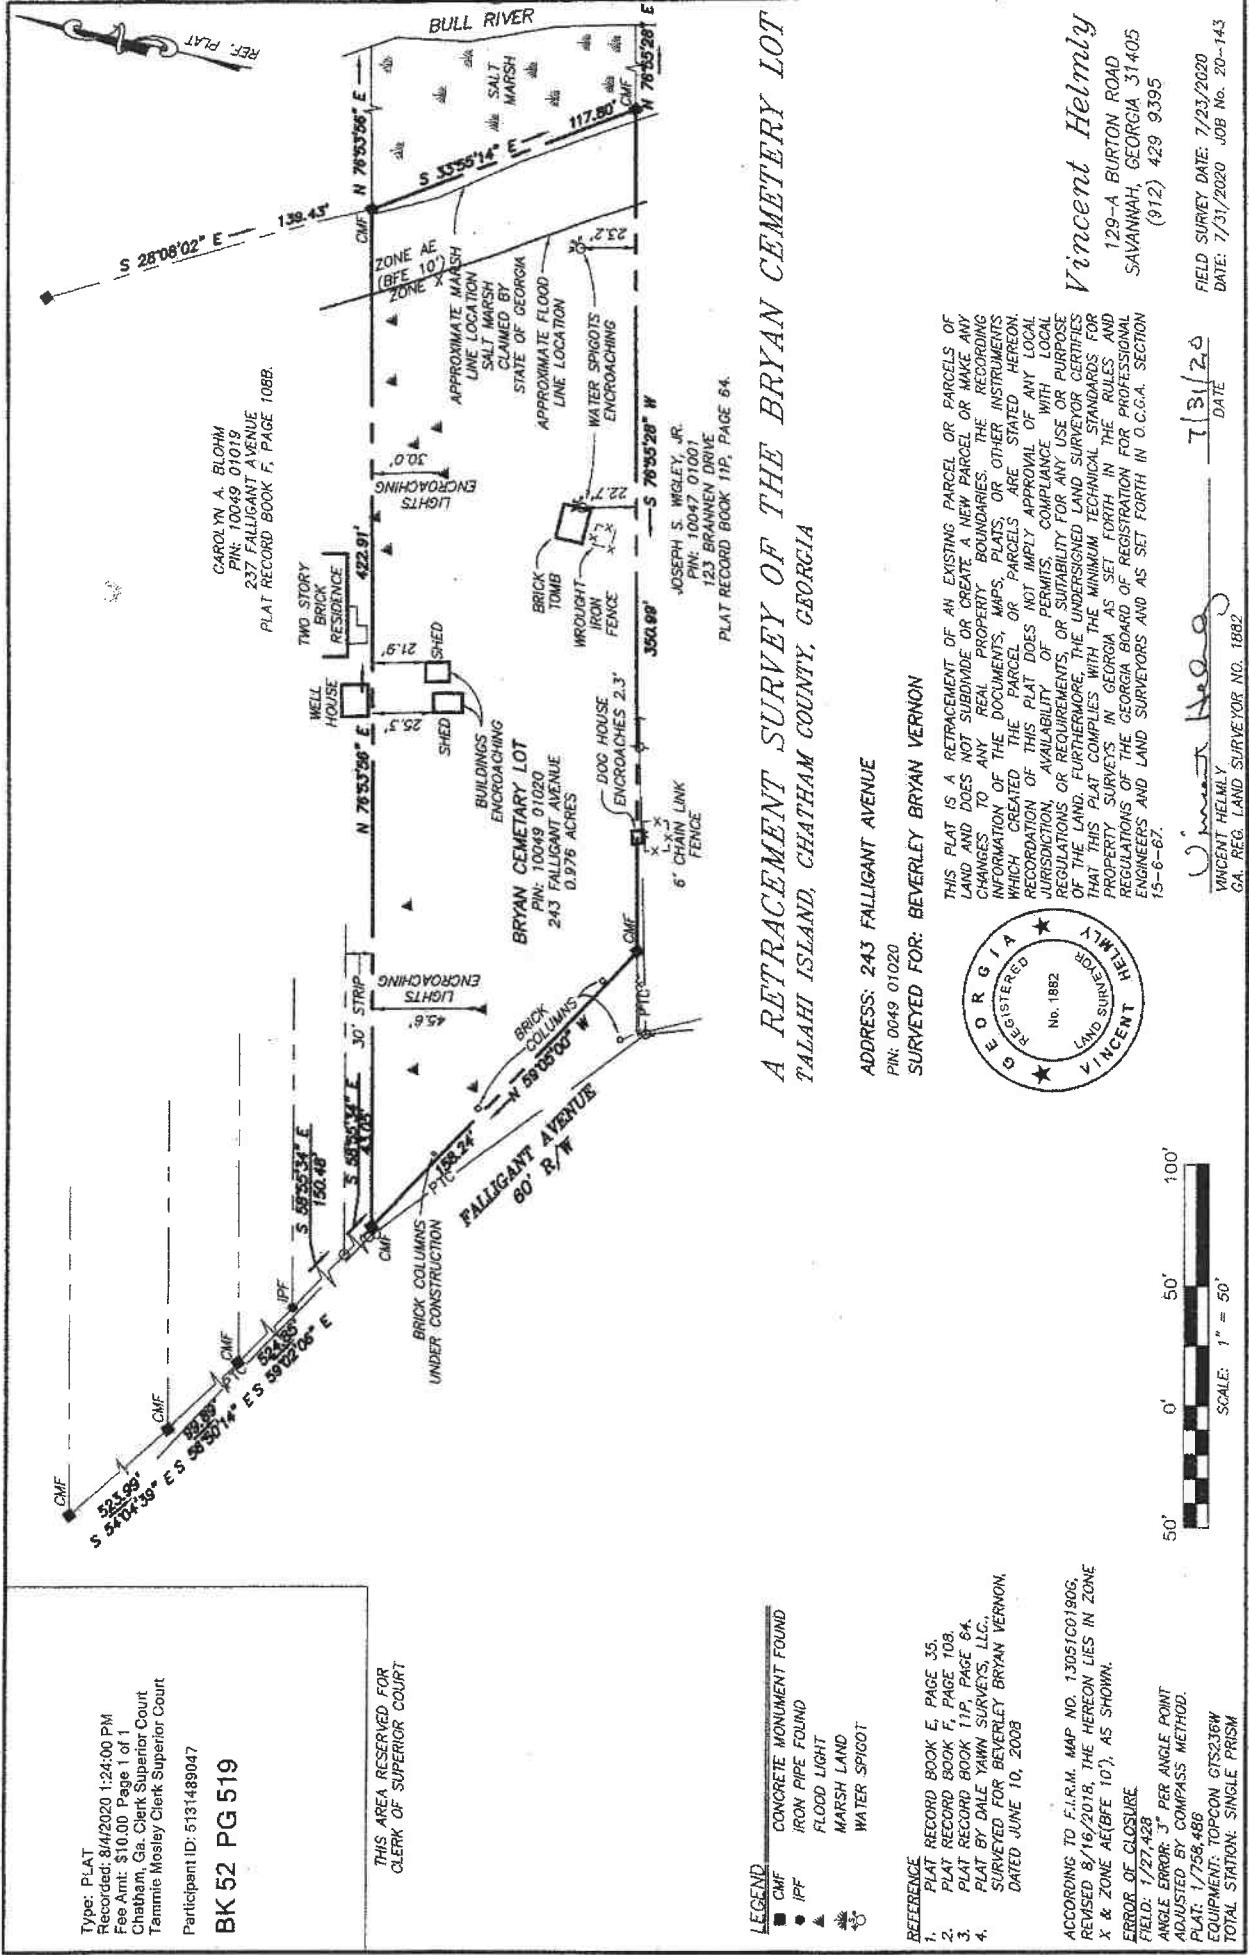 Type: PLAT
Recorded: 8/4/2020 1:24:00 PM
Fee Amt: $10.00 Page 1 of 1
Chatham, Ga. Clerk Superior Court
Tammie Mosley Clerk Superior Court
Participant ID: 5131489047
BK 52 PG 519
THIS AREA RESERVED FOR
CLERK OF SUPERIOR COURT
REF. PLAT
CMF
523.99'
S 54°04'39" E
CMF
99.89'
S 58°50'14" E
CMF
PTC
524.85'
S 59°02'06" E
IPF
S 58°55'34" E
150.48'
S 58°55'34" E
43.05'
30' STRIP
CMF
BRICK COLUMNS
UNDER CONSTRUCTION
158.24'
N 59°05'00" W
PTC
FALLIGANT AVENUE
60' R/W
BRICK
COLUMNS
PTC
CMF
45.6'
LIGHTS
ENCROACHING
N 76°53'56" E
422.91'
BRYAN CEMETARY LOT
PIN: 10049 01020
243 FALLIGANT AVENUE
0.976 ACRES
WELL
HOUSE
TWO STORY
BRICK
RESIDENCE
25.3'
21.9'
SHED
SHED
BUILDINGS
ENCROACHING
CAROLYN A. BLOHM
PIN: 10049 01019
237 FALLIGANT AVENUE
PLAT RECORD BOOK F, PAGE 108B.
LIGHTS
ENCROACHING
30.0'
BRICK
TOMB
WROUGHT
IRON
FENCE
22.7'
DOG HOUSE
ENCROACHES 2.3'
6' CHAIN LINK
FENCE
350.99'
S 76°55'28" W
JOSEPH S. WIGLEY, JR.
PIN: 10047 01001
123 BRANNEN DRIVE
PLAT RECORD BOOK 11P, PAGE 64.
WATER SPIGOTS
ENCROACHING
23.2'
APPROXIMATE FLOOD
LINE LOCATION
APPROXIMATE MARSH
LINE LOCATION
SALT MARSH
CLAIMED BY
STATE OF GEORGIA
ZONE AE
(BFE 10')
ZONE X
S 28°08'02" E
139.43'
CMF
N 76°53'56" E
S 33°55'14" E
117.80'
CMF
N 76°55'28" E
SALT
MARSH
BULL RIVER
A RETRACEMENT SURVEY OF THE BRYAN CEMETERY LOT
TALAHI ISLAND, CHATHAM COUNTY, GEORGIA
ADDRESS: 243 FALLIGANT AVENUE
PIN: 0049 01020
SURVEYED FOR: BEVERLEY BRYAN VERNON
THIS PLAT IS A RETRACEMENT OF AN EXISTING PARCEL OR PARCELS OF
LAND AND DOES NOT SUBDIVIDE OR CREATE A NEW PARCEL OR MAKE ANY
CHANGES TO ANY REAL PROPERTY BOUNDARIES. THE RECORDING
INFORMATION OF THE DOCUMENTS, MAPS, PLATS, OR OTHER INSTRUMENTS
WHICH CREATED THE PARCEL OR PARCELS ARE STATED HEREON.
RECORDATION OF THIS PLAT DOES NOT IMPLY APPROVAL OF ANY LOCAL
JURISDICTION, AVAILABILITY OF PERMITS, COMPLIANCE WITH LOCAL
REGULATIONS OR REQUIREMENTS, OR SUITABILITY FOR ANY USE OR PURPOSE
OF THE LAND. FURTHERMORE, THE UNDERSIGNED LAND SURVEYOR CERTIFIES
THAT THIS PLAT COMPLIES WITH THE MINIMUM TECHNICAL STANDARDS FOR
PROPERTY SURVEYS IN GEORGIA AS SET FORTH IN THE RULES AND
REGULATIONS OF THE GEORGIA BOARD OF REGISTRATION FOR PROFESSIONAL
ENGINEERS AND LAND SURVEYORS AND AS SET FORTH IN O.C.G.A. SECTION
15-6-67.
GEORGIA
REGISTERED
No. 1882
LAND SURVEYOR
VINCENT HELMLY
Vincent Helmly
VINCENT HELMLY
GA. REG. LAND SURVEYOR NO. 1882
7/31/20
DATE
Vincent Helmly
129-A BURTON ROAD
SAVANNAH, GEORGIA 31405
(912) 429 9395
FIELD SURVEY DATE: 7/23/2020
DATE: 7/31/2020 JOB No. 20-143
LEGEND
CMF CONCRETE MONUMENT FOUND
IPF IRON PIPE FOUND
FLOOD LIGHT
MARSH LAND
WATER SPIGOT
REFERENCE
1. PLAT RECORD BOOK E, PAGE 35.
2. PLAT RECORD BOOK F, PAGE 108.
3. PLAT RECORD BOOK 11P, PAGE 64.
4. PLAT BY DALE YAWN SURVEYS, LLC.,
SURVEYED FOR BEVERLEY BRYAN VERNON,
DATED JUNE 10, 2008
ACCORDING TO F.I.R.M. MAP NO. 13051C0190G,
REVISED 8/16/2018, THE HEREON LIES IN ZONE
X & ZONE AE(BFE 10'), AS SHOWN.
ERROR OF CLOSURE
FIELD: 1/27,428
ANGLE ERROR: 3" PER ANGLE POINT
ADJUSTED BY COMPASS METHOD.
PLAT: 1/758,486
EQUIPMENT: TOPCON GTS236W
TOTAL STATION: SINGLE PRISM
50' 0' 50' 100'
SCALE: 1" = 50'